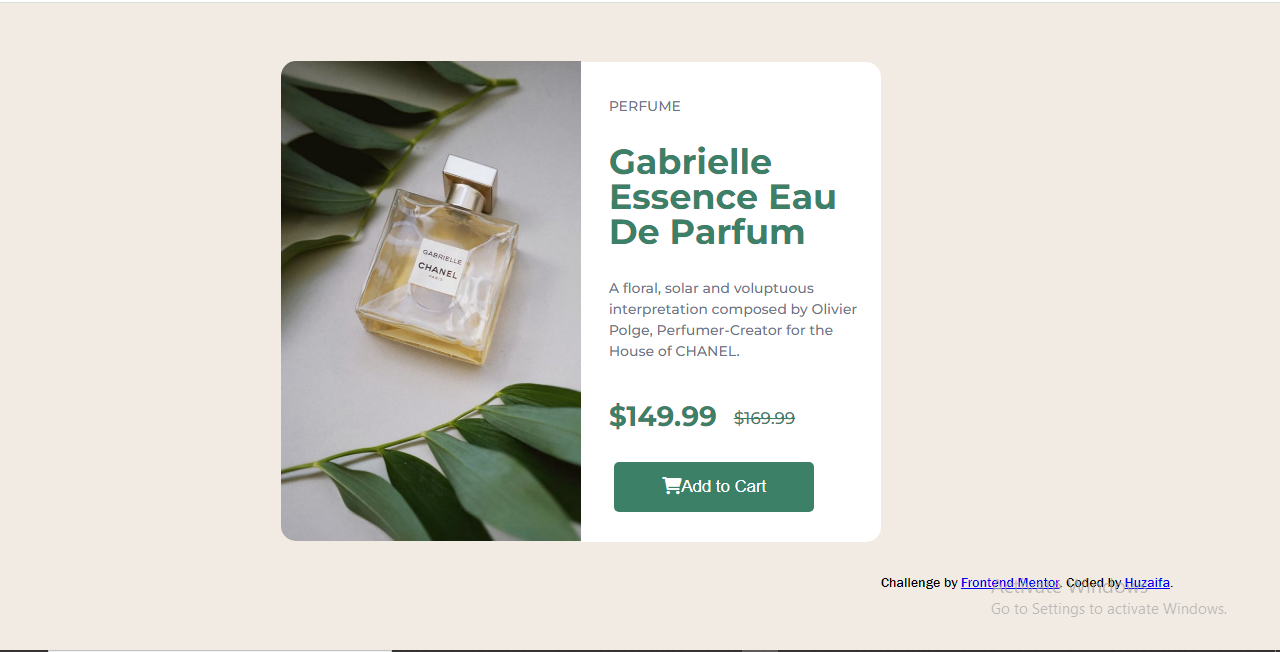 PERFUME
Gabrielle
Essence Eau
De Parfum
A floral, solar and voluptuous
interpretation composed by Olivier
Polge, Perfumer-Creator for the
House of CHANEL.
$149.99 $169.99
Add to Cart
GABRIELLE
CHANEL
PARIS
Challenge by Frontend Mentor. Coded by Huzaifa.
Activate Windows
Go to Settings to activate Windows.